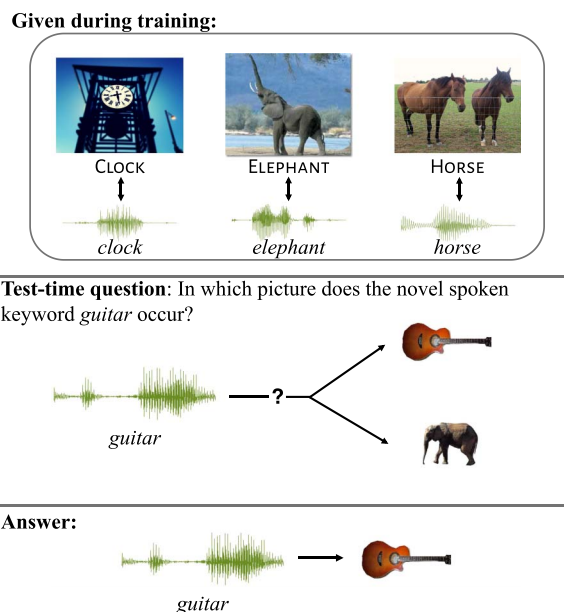 Given during training:
CLOCK ELEPHANT HORSE
clock elephant horse
Test-time question: In which picture does the novel spoken
keyword guitar occur?
?
guitar
Answer:
guitar